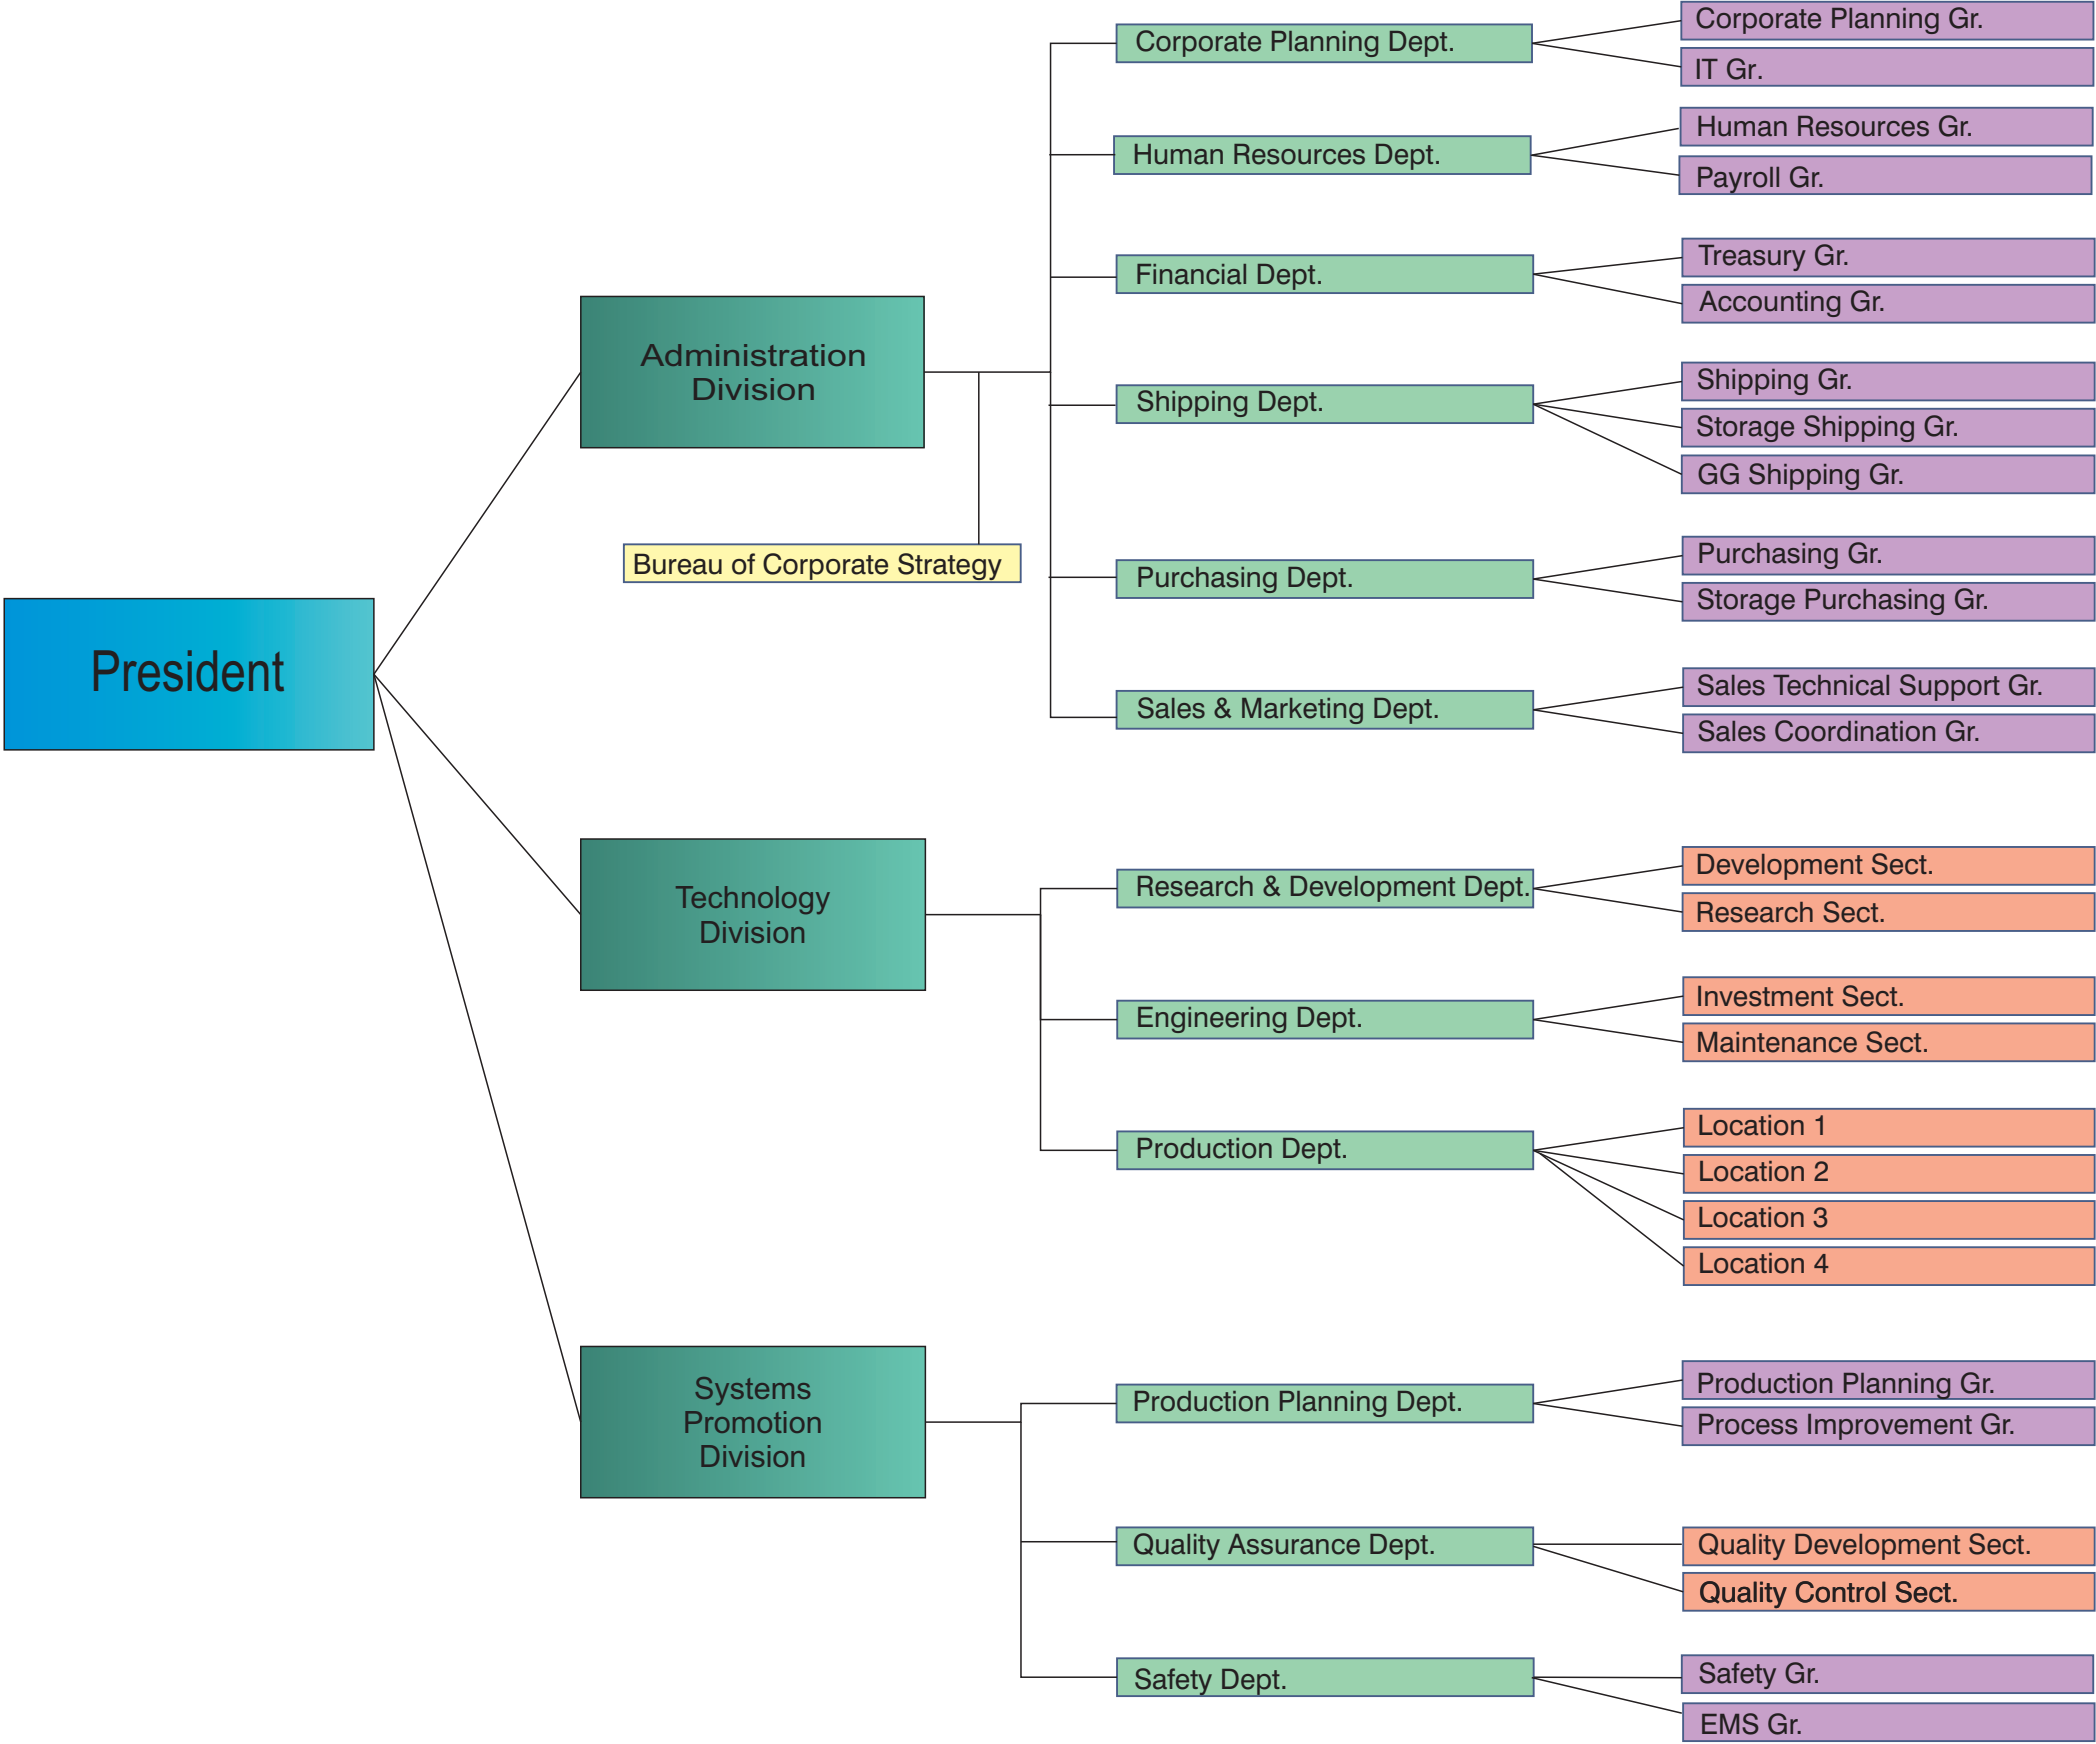 President
Administration
Division
Bureau of Corporate Strategy
Corporate Planning Dept.
Corporate Planning Gr.
IT Gr.
Human Resources Dept.
Human Resources Gr.
Payroll Gr.
Financial Dept.
Treasury Gr.
Accounting Gr.
Shipping Dept.
Shipping Gr.
Storage Shipping Gr.
GG Shipping Gr.
Purchasing Dept.
Purchasing Gr.
Storage Purchasing Gr.
Sales & Marketing Dept.
Sales Technical Support Gr.
Sales Coordination Gr.
Technology
Division
Research & Development Dept.
Development Sect.
Research Sect.
Engineering Dept.
Investment Sect.
Maintenance Sect.
Production Dept.
Location 1
Location 2
Location 3
Location 4
Systems
Promotion
Division
Production Planning Dept.
Production Planning Gr.
Process Improvement Gr.
Quality Assurance Dept.
Quality Development Sect.
Quality Control Sect.
Safety Dept.
Safety Gr.
EMS Gr.